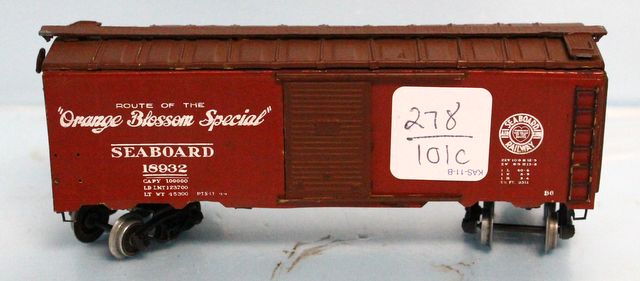 ROUTE OF THE
"Orange Blossom Special"
SEABOARD
18932
CAPY 100000
LD LMT 123700
LT WT 45300
278
101C
KAS-11-B
SEABOARD
RAILWAY
B6